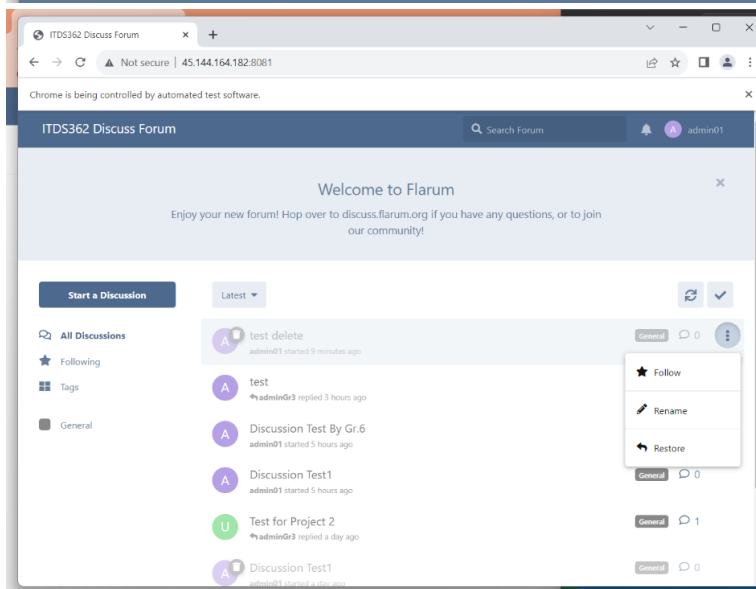 ITDS362 Discuss Forum
Not secure | 45.144.164.182:8081
Chrome is being controlled by automated test software.
ITDS362 Discuss Forum
Search Forum
A admin01
Welcome to Flarum
Enjoy your new forum! Hop over to discuss.flarum.org if you have any questions, or to join
our community!
Start a Discussion
Latest
All Discussions
Following
Tags
General
A test delete General 0
admin01 started 9 minutes ago
Follow
Rename
Restore
A test
adminGr3 replied 3 hours ago
A Discussion Test By Gr.6
admin01 started 5 hours ago
A Discussion Test1 General 0
admin01 started 5 hours ago
U Test for Project 2 General 1
adminGr3 replied a day ago
A Discussion Test1 General 0
admin01 started a day ago